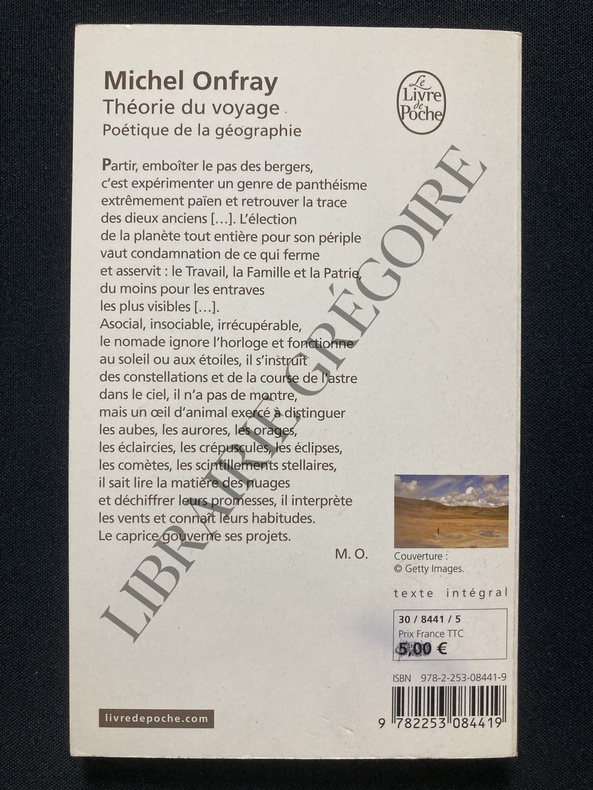 Michel Onfray
Théorie du voyage
Poétique de la géographie
Le
Livre
de
Poche
Partir, emboîter le pas des bergers,
c'est expérimenter un genre de panthéisme
extrêmement païen et retrouver la trace
des dieux anciens [...]. L'élection
de la planète tout entière pour son périple
vaut condamnation de ce qui ferme
et asservit : le Travail, la Famille et la Patrie,
du moins pour les entraves
les plus visibles [...].
Asocial, insociable, irrécupérable,
le nomade ignore l'horloge et fonctionne
au soleil ou aux étoiles, il s'instruit
des constellations et de la course de l'astre
dans le ciel, il n'a pas de montre,
mais un œil d'animal exercé à distinguer
les aubes, les aurores, les orages,
les éclaircies, les crépuscules, les éclipses,
les comètes, les scintillements stellaires,
il sait lire la matière des nuages
et déchiffrer leurs promesses, il interprète
les vents et connaît leurs habitudes.
Le caprice gouverne ses projets.
M. O.
Couverture :
© Getty Images.
texte intégral
30 / 8441 / 5
Prix France TTC
5,00 €
ISBN 978-2-253-08441-9
9 782253 084419
livredepoche.com
LIBRAIRIE GRÉGOIRE